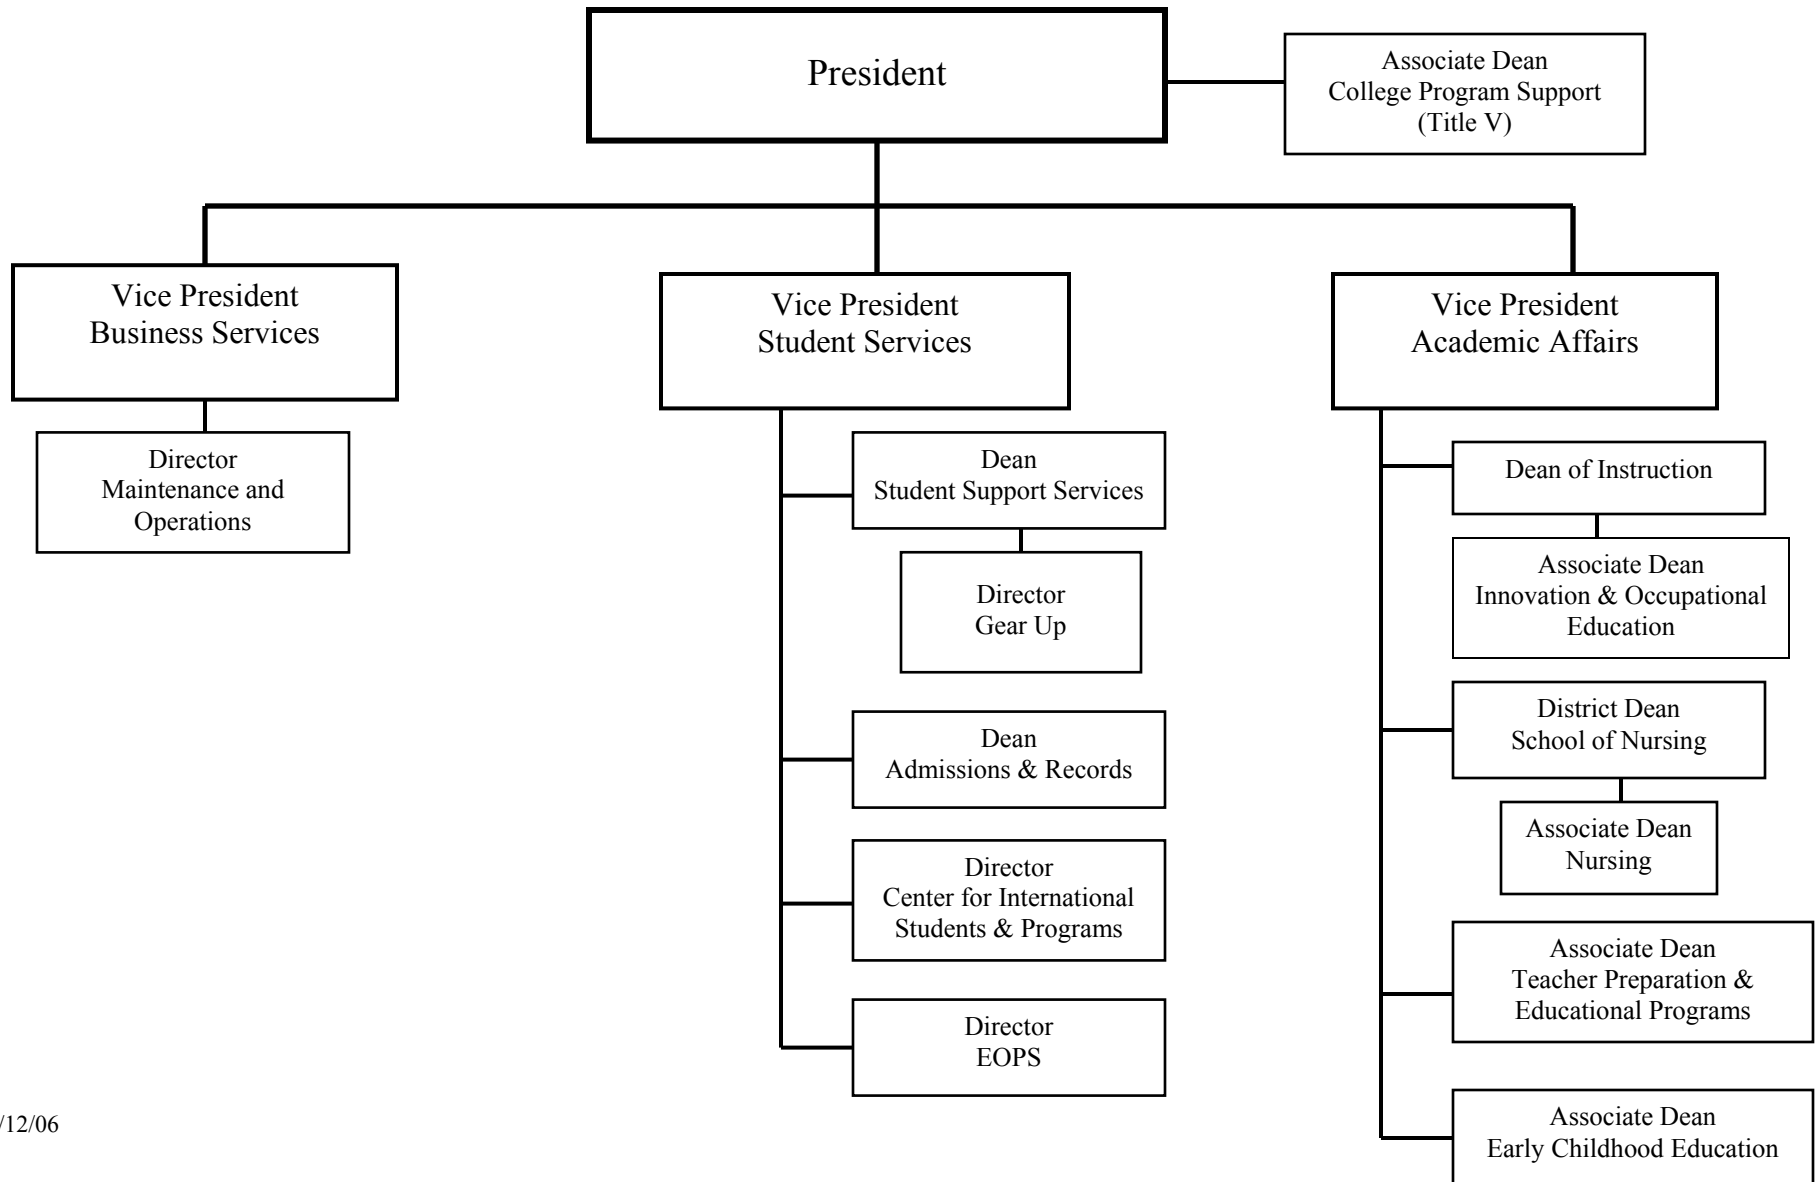 President
Associate Dean
College Program Support
(Title V)
Vice President
Business Services
Vice President
Student Services
Vice President
Academic Affairs
Director
Maintenance and
Operations
Dean
Student Support Services
Director
Gear Up
Dean
Admissions & Records
Director
Center for International
Students & Programs
Director
EOPS
Dean of Instruction
Associate Dean
Innovation & Occupational
Education
District Dean
School of Nursing
Associate Dean
Nursing
Associate Dean
Teacher Preparation &
Educational Programs
Associate Dean
Early Childhood Education
/12/06